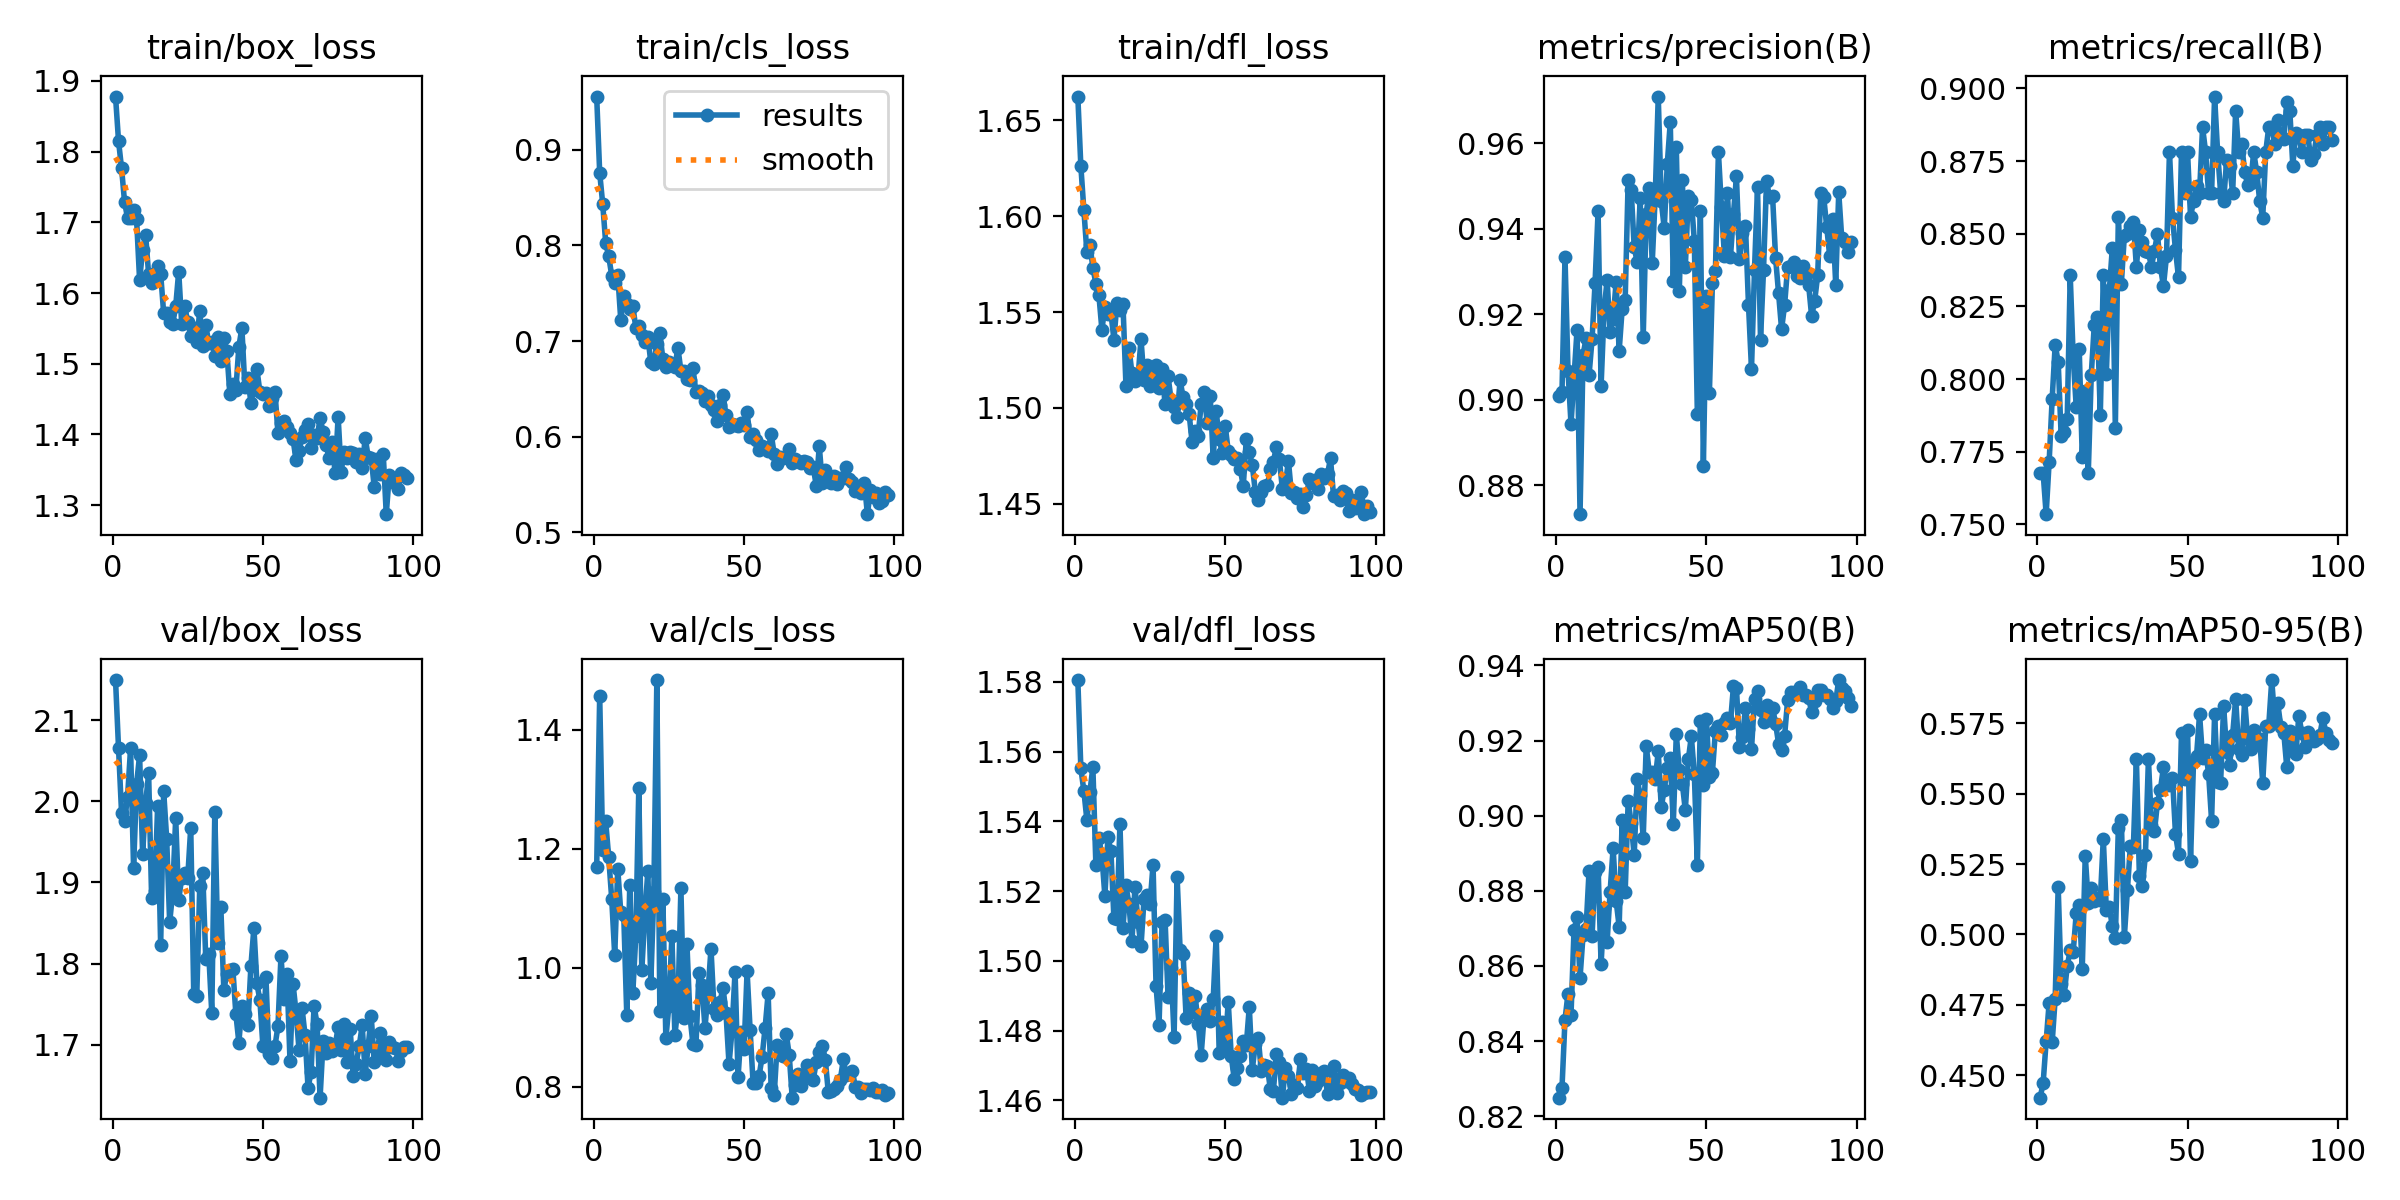 train/box_loss
1.9
1.8
1.7
1.6
1.5
1.4
1.3
0 50 100
train/cls_loss
results
smooth
0.9
0.8
0.7
0.6
0.5
0 50 100
train/dfl_loss
1.65
1.60
1.55
1.50
1.45
0 50 100
metrics/precision(B)
0.96
0.94
0.92
0.90
0.88
0 50 100
metrics/recall(B)
0.900
0.875
0.850
0.825
0.800
0.775
0.750
0 50 100
val/box_loss
2.1
2.0
1.9
1.8
1.7
0 50 100
val/cls_loss
1.4
1.2
1.0
0.8
0 50 100
val/dfl_loss
1.58
1.56
1.54
1.52
1.50
1.48
1.46
0 50 100
metrics/mAP50(B)
0.94
0.92
0.90
0.88
0.86
0.84
0.82
0 50 100
metrics/mAP50-95(B)
0.575
0.550
0.525
0.500
0.475
0.450
0 50 100